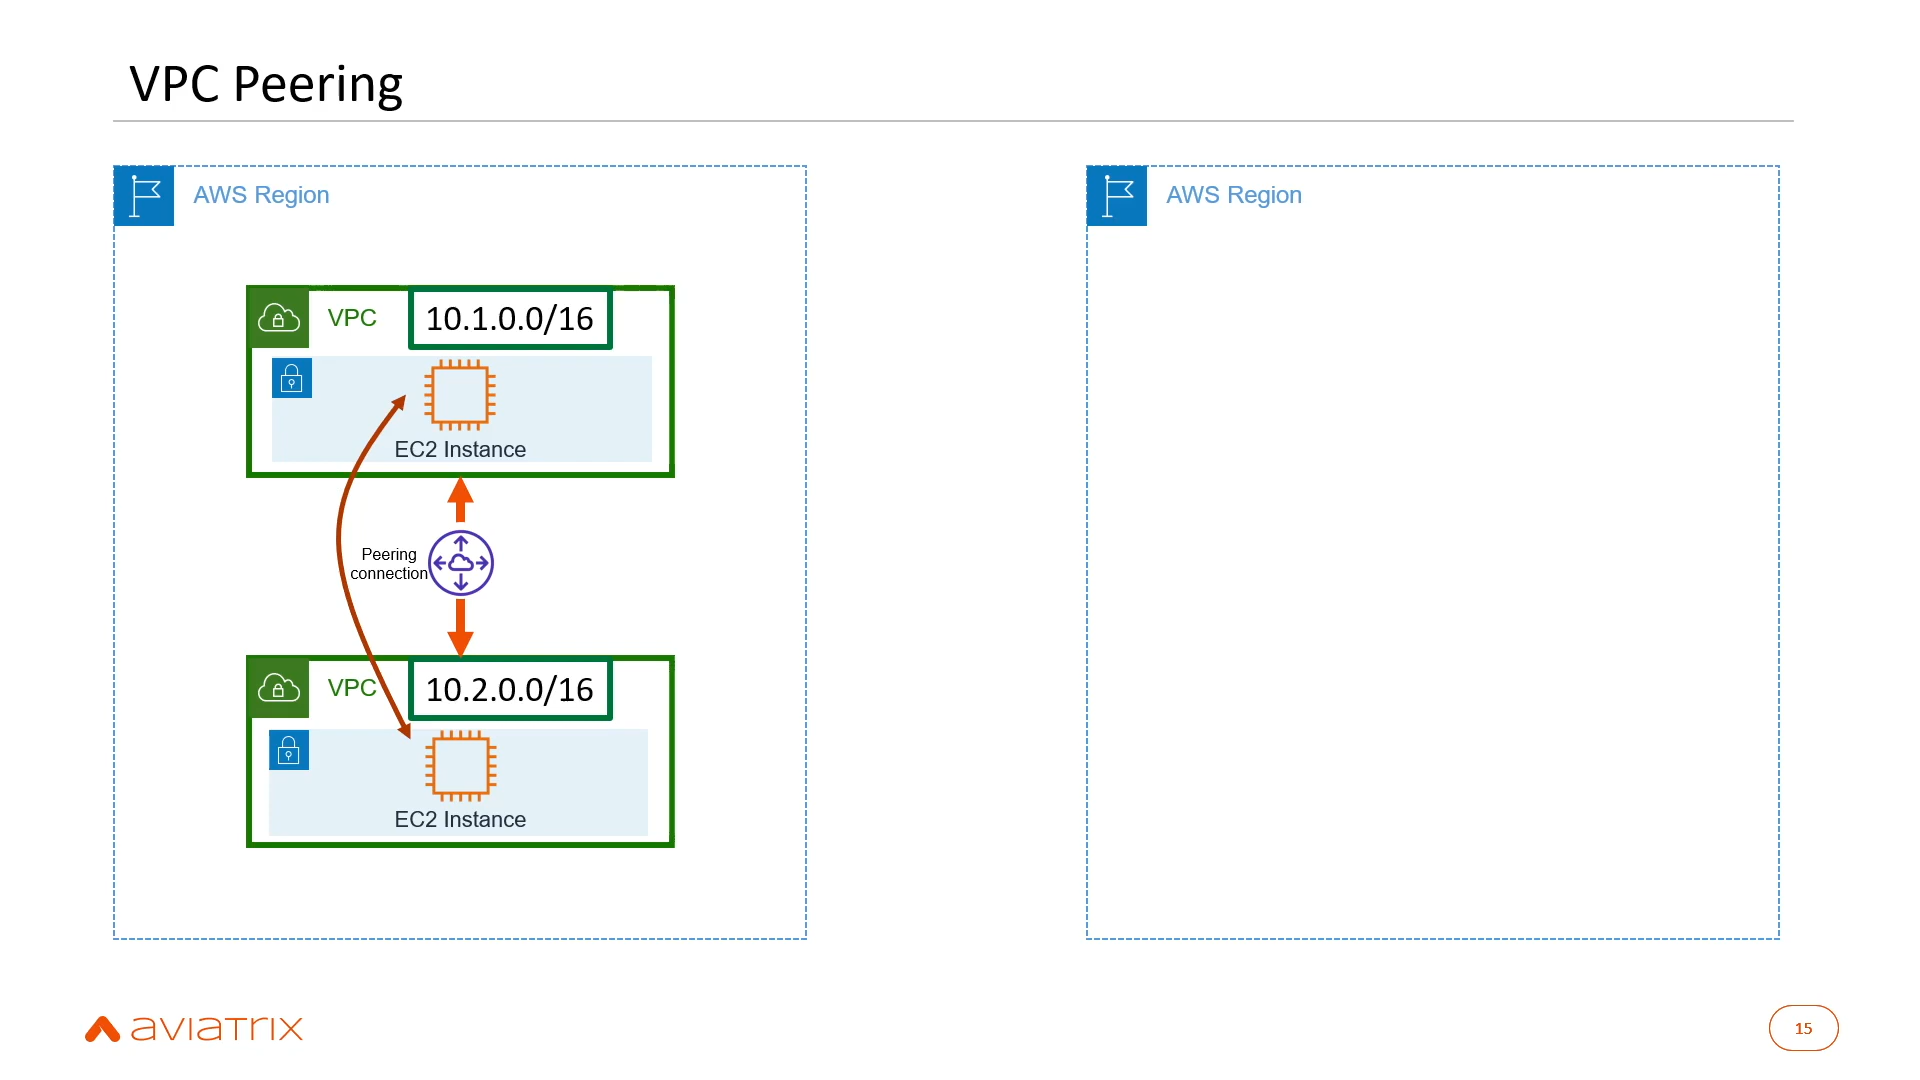 VPC Peering
AWS Region
AWS Region
VPC
10.1.0.0/16
EC2 Instance
Peering
connection
VPC
10.2.0.0/16
EC2 Instance
aviatrix
15